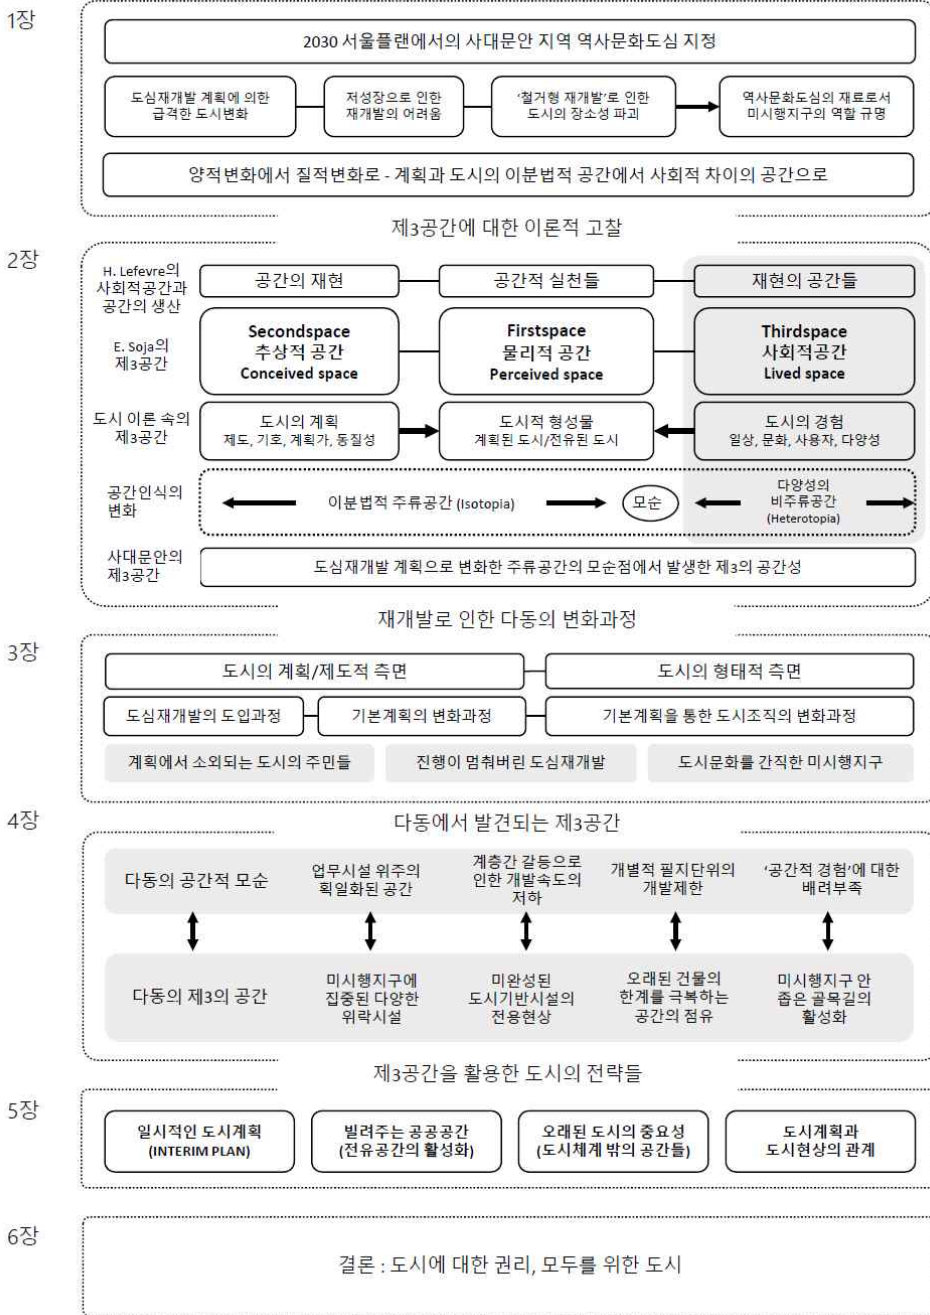 1장
2030 서울플랜에서의 사대문안 지역 역사문화도심 지정
도심재개발 계획에 의한
급격한 도시변화
저성장으로 인한
재개발의 어려움
‘철거형 재개발’로 인한
도시의 장소성 파괴
역사문화도심의 재료로서
미시행지구의 역할 규명
양적변화에서 질적변화로 - 계획과 도시의 이분법적 공간에서 사회적 차이의 공간으로
제3공간에 대한 이론적 고찰
2장
H. Lefevre의
사회적공간과
공간의 생산
공간의 재현
공간적 실천들
재현의 공간들
E. Soja의
제3공간
Secondspace
추상적 공간
Conceived space
Firstspace
물리적 공간
Perceived space
Thirdspace
사회적공간
Lived space
도시 이론 속의
제3공간
도시의 계획
제도, 기호, 계획가, 동질성
도시적 형성물
계획된 도시/전유된 도시
도시의 경험
일상, 문화, 사용자, 다양성
공간인식의
변화
이분법적 주류공간 (Isotopia)
모순
다양성의
비주류공간
(Heterotopia)
사대문안의
제3공간
도심재개발 계획으로 변화한 주류공간의 모순점에서 발생한 제3의 공간성
재개발로 인한 다동의 변화과정
3장
도시의 계획/제도적 측면
도시의 형태적 측면
도심재개발의 도입과정
기본계획의 변화과정
기본계획을 통한 도시조직의 변화과정
계획에서 소외되는 도시의 주민들
진행이 멈춰버린 도심재개발
도시문화를 간직한 미시행지구
4장
다동에서 발견되는 제3공간
다동의 공간적 모순
업무시설 위주의
획일화된 공간
계층간 갈등으로
인한 개발속도의
저하
개별적 필지단위의
개발제한
‘공간적 경험’에 대한
배려부족
다동의 제3의 공간
미시행지구에
집중된 다양한
위락시설
미완성된
도시기반시설의
전용현상
오래된 건물의
한계를 극복하는
공간의 점유
미시행지구 안
좁은 골목길의
활성화
제3공간을 활용한 도시의 전략들
5장
일시적인 도시계획
(INTERIM PLAN)
빌려주는 공공공간
(전유공간의 활성화)
오래된 도시의 중요성
(도시체계 밖의 공간들)
도시계획과
도시현상의 관계
6장
결론 : 도시에 대한 권리, 모두를 위한 도시